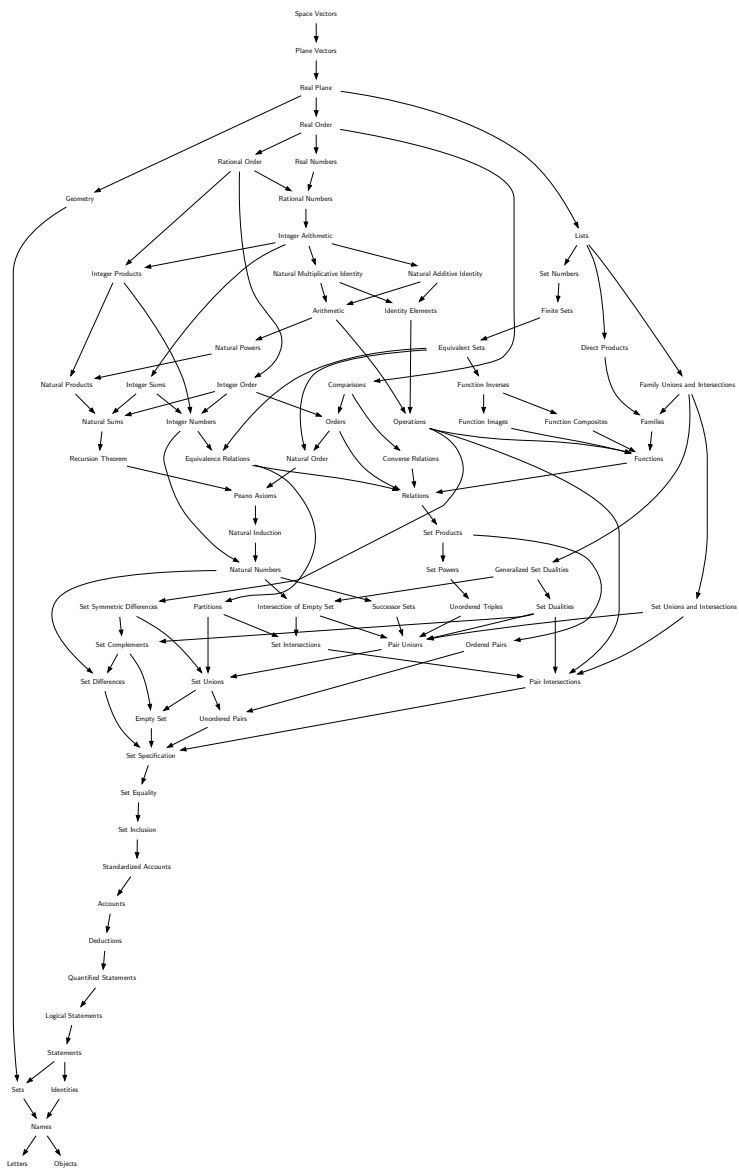 Space Vectors
Plane Vectors
Real Plane
Real Order
Rational Order
Real Numbers
Geometry
Rational Numbers
Integer Arithmetic
Lists
Integer Products
Natural Multiplicative Identity
Natural Additive Identity
Set Numbers
Arithmetic
Identity Elements
Finite Sets
Natural Powers
Equivalent Sets
Direct Products
Natural Products
Integer Sums
Integer Order
Comparisons
Function Inverses
Family Unions and Intersections
Natural Sums
Integer Numbers
Orders
Operations
Function Images
Function Composites
Families
Recursion Theorem
Equivalence Relations
Natural Order
Converse Relations
Functions
Peano Axioms
Relations
Natural Induction
Set Products
Natural Numbers
Set Powers
Generalized Set Dualities
Set Symmetric Differences
Partitions
Intersection of Empty Set
Successor Sets
Unordered Triples
Set Dualities
Set Unions and Intersections
Set Complements
Set Intersections
Pair Unions
Ordered Pairs
Set Differences
Set Unions
Pair Intersections
Empty Set
Unordered Pairs
Set Specification
Set Equality
Set Inclusion
Standardized Accounts
Accounts
Deductions
Quantified Statements
Logical Statements
Statements
Sets
Identities
Names
Letters
Objects